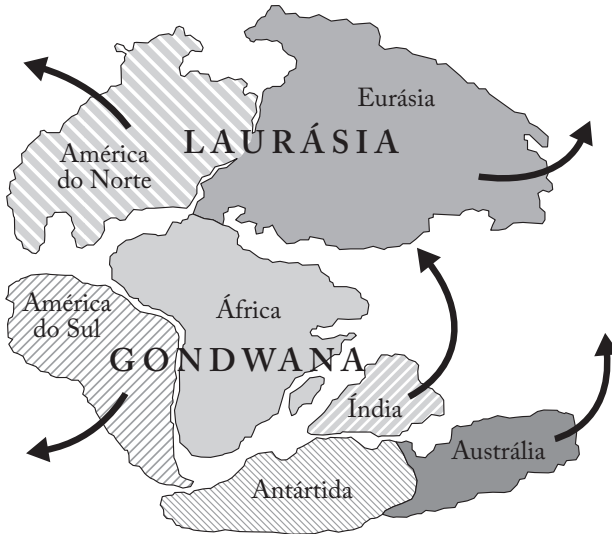 Eurásia
LAURÁSIA
América
do Norte
América
do Sul
África
GONDWANA
Índia
Austrália
Antártida